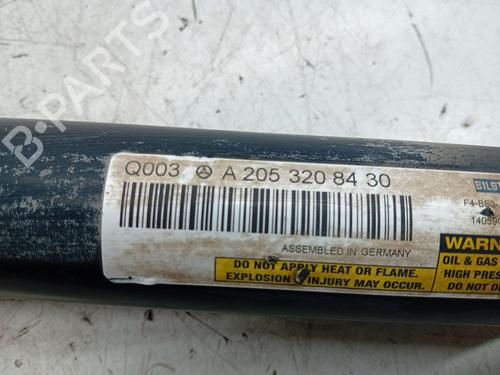 Q003 A 205 320 84 30
ASSEMBLED IN GERMANY
DO NOT APPLY HEAT OR FLAME.
EXPLOSION INJURY MAY OCCUR.
BILST
F4-BE3-
14059
WARN
OIL & GAS
HIGH PRES
DO NOT D
B-PARTS